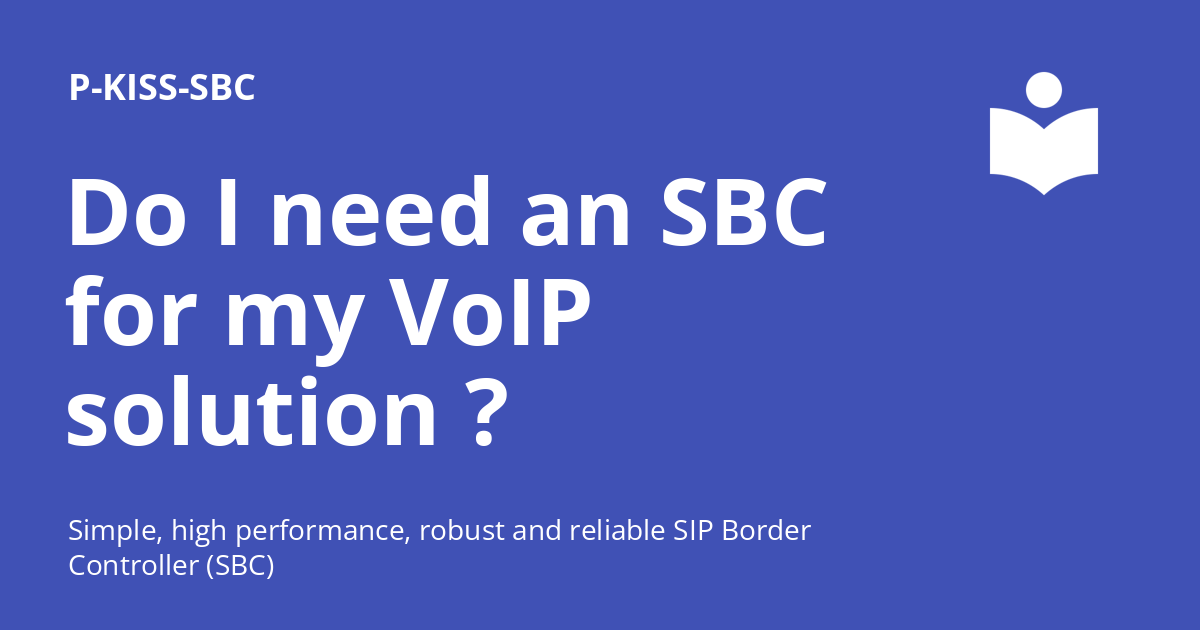 P-KISS-SBC
Do I need an SBC
for my VoIP
solution ?
Simple, high performance, robust and reliable SIP Border
Controller (SBC)